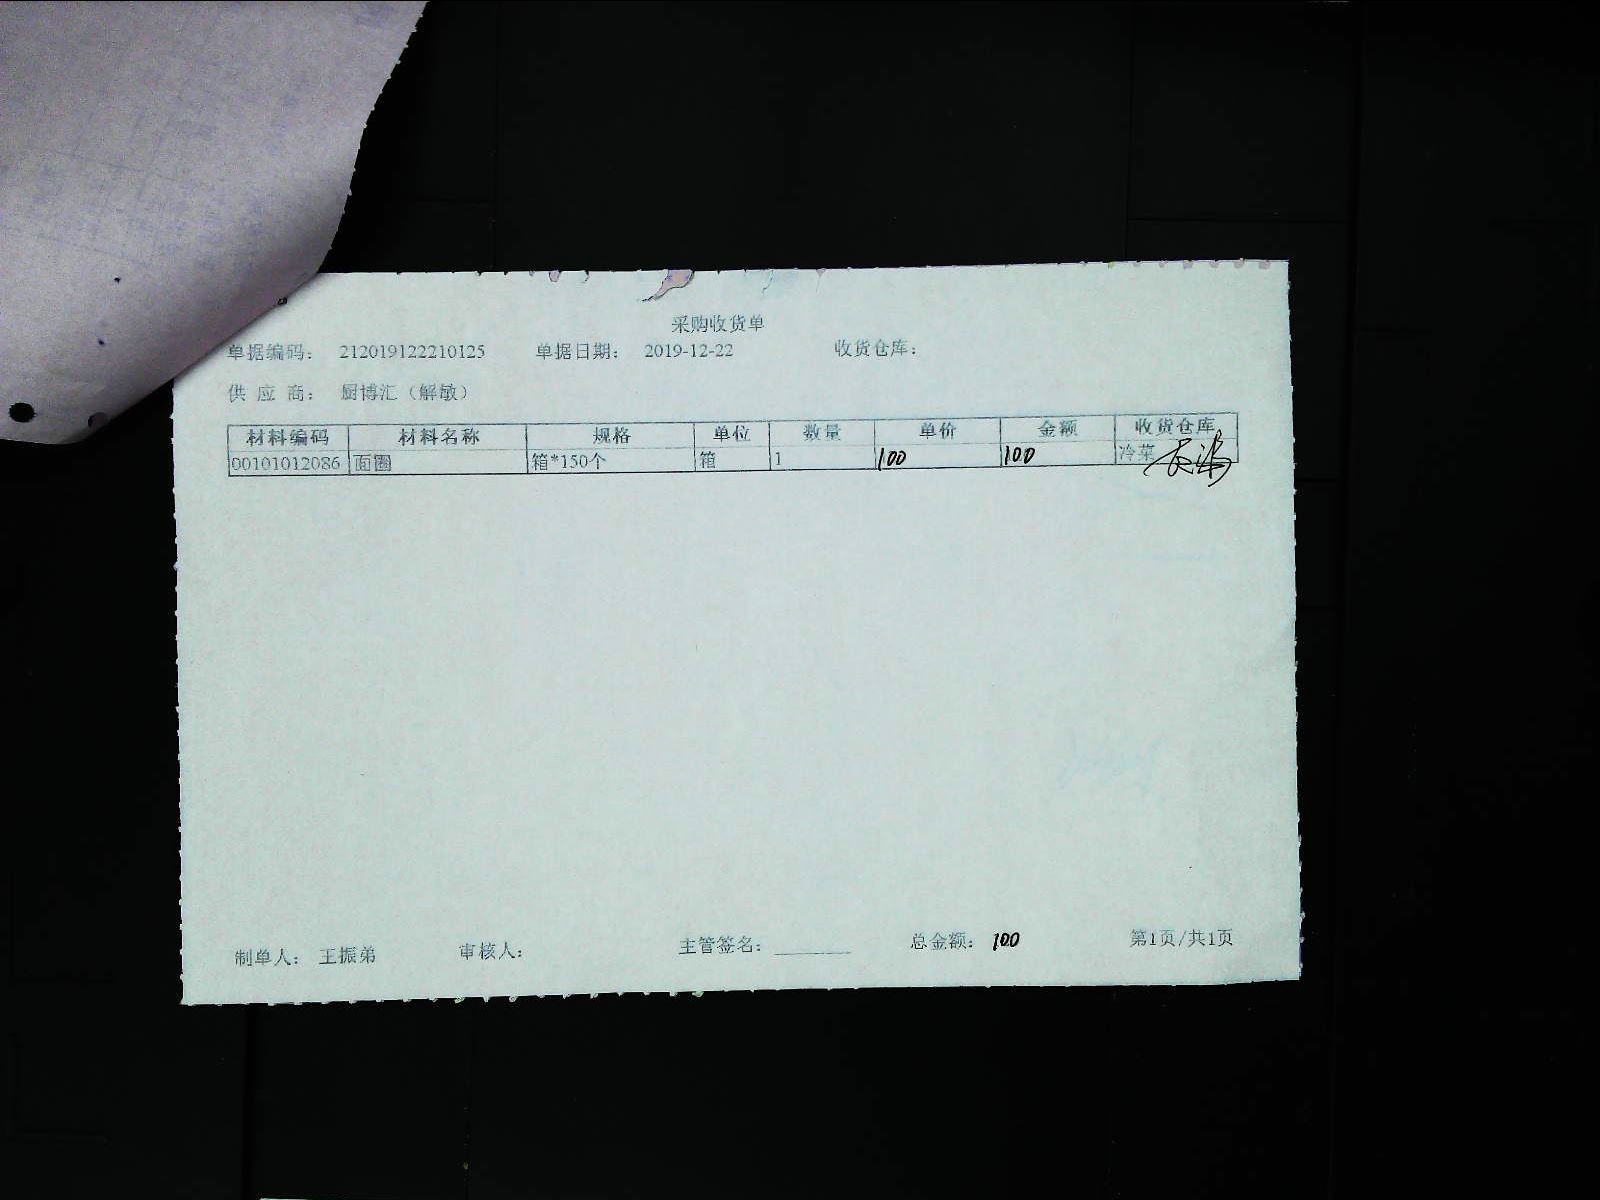 采购收货单
单据编码： 212019122210125 单据日期： 2019-12-22 收货仓库：
供 应 商： 厨博汇（解敏）
材料编码 材料名称 规格 单位 数量 单价 金额 收货仓库
00101012086 面圈 箱*150个 箱 1 100 100 冷菜
制单人： 王振弟 审核人： 主管签名： 总金额： 100 第1页/共1页